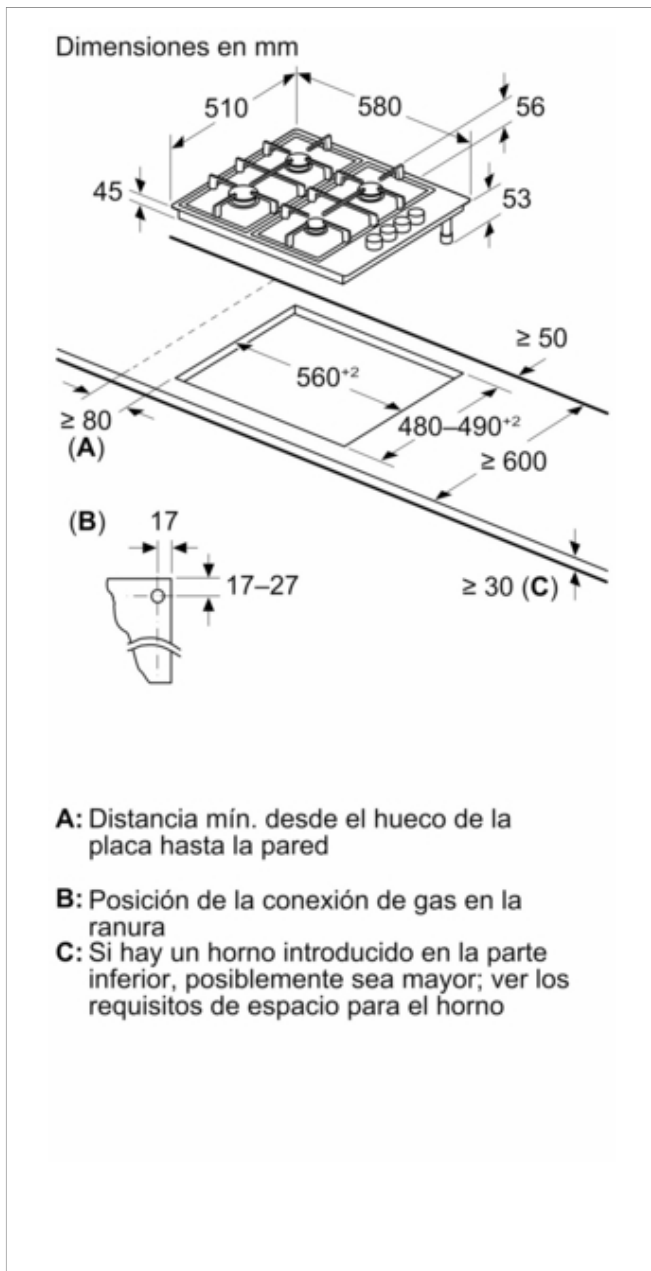 Dimensiones en mm
510
580
56
45
53
≥ 50
560⁺²
480–490⁺²
≥ 80
(A)
≥ 600
(B)
17
17–27
≥ 30 (C)
A: Distancia mín. desde el hueco de la
placa hasta la pared
B: Posición de la conexión de gas en la
ranura
C: Si hay un horno introducido en la parte
inferior, posiblemente sea mayor; ver los
requisitos de espacio para el horno